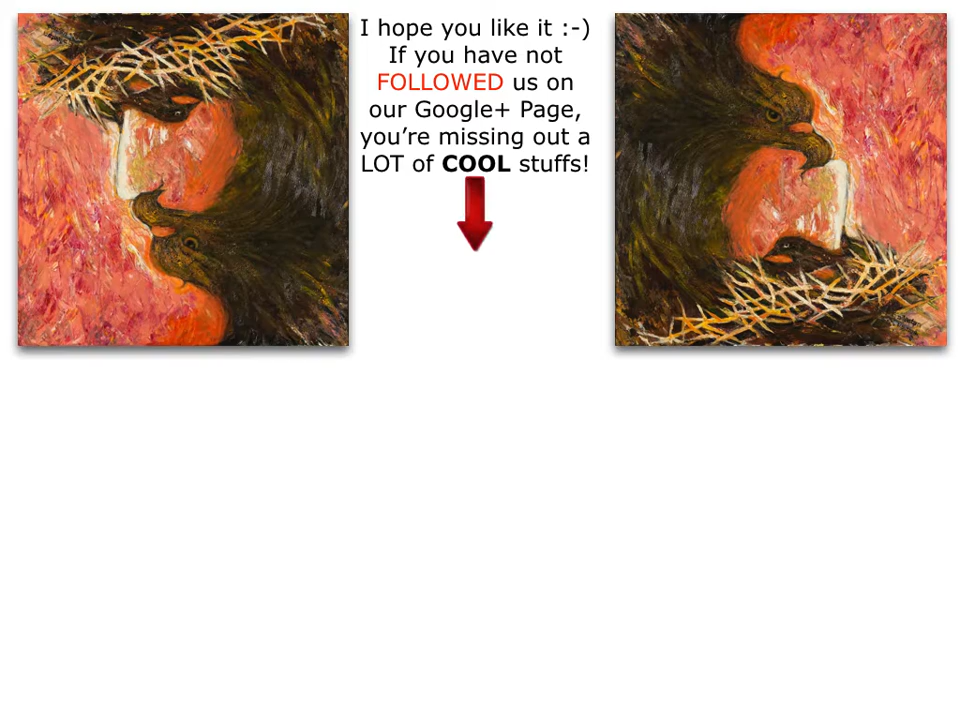 I hope you like it :-)
If you have not
FOLLOWED us on
our Google+ Page,
you’re missing out a
LOT of COOL stuffs!